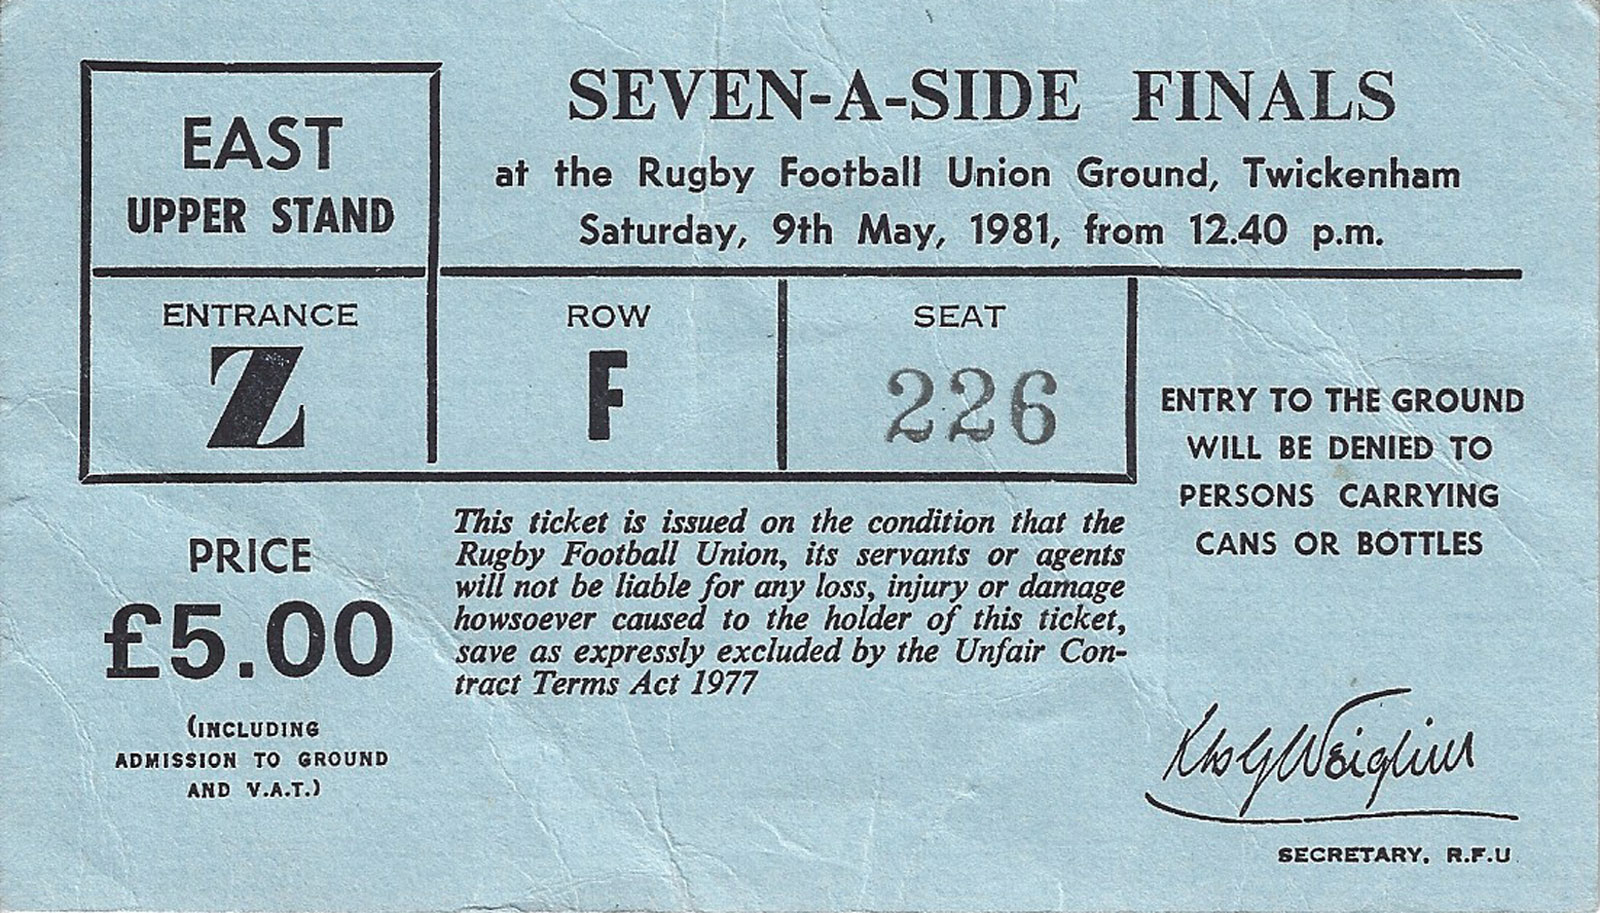 EAST
UPPER STAND
SEVEN-A-SIDE FINALS
at the Rugby Football Union Ground, Twickenham
Saturday, 9th May, 1981, from 12.40 p.m.
ENTRANCE
Z
ROW
F
SEAT
226
ENTRY TO THE GROUND
WILL BE DENIED TO
PERSONS CARRYING
CANS OR BOTTLES
PRICE
£5.00
(INCLUDING
ADMISSION TO GROUND
AND V.A.T.)
This ticket is issued on the condition that the
Rugby Football Union, its servants or agents
will not be liable for any loss, injury or damage
howsoever caused to the holder of this ticket,
save as expressly excluded by the Unfair Con-
tract Terms Act 1977
SECRETARY, R.F.U.